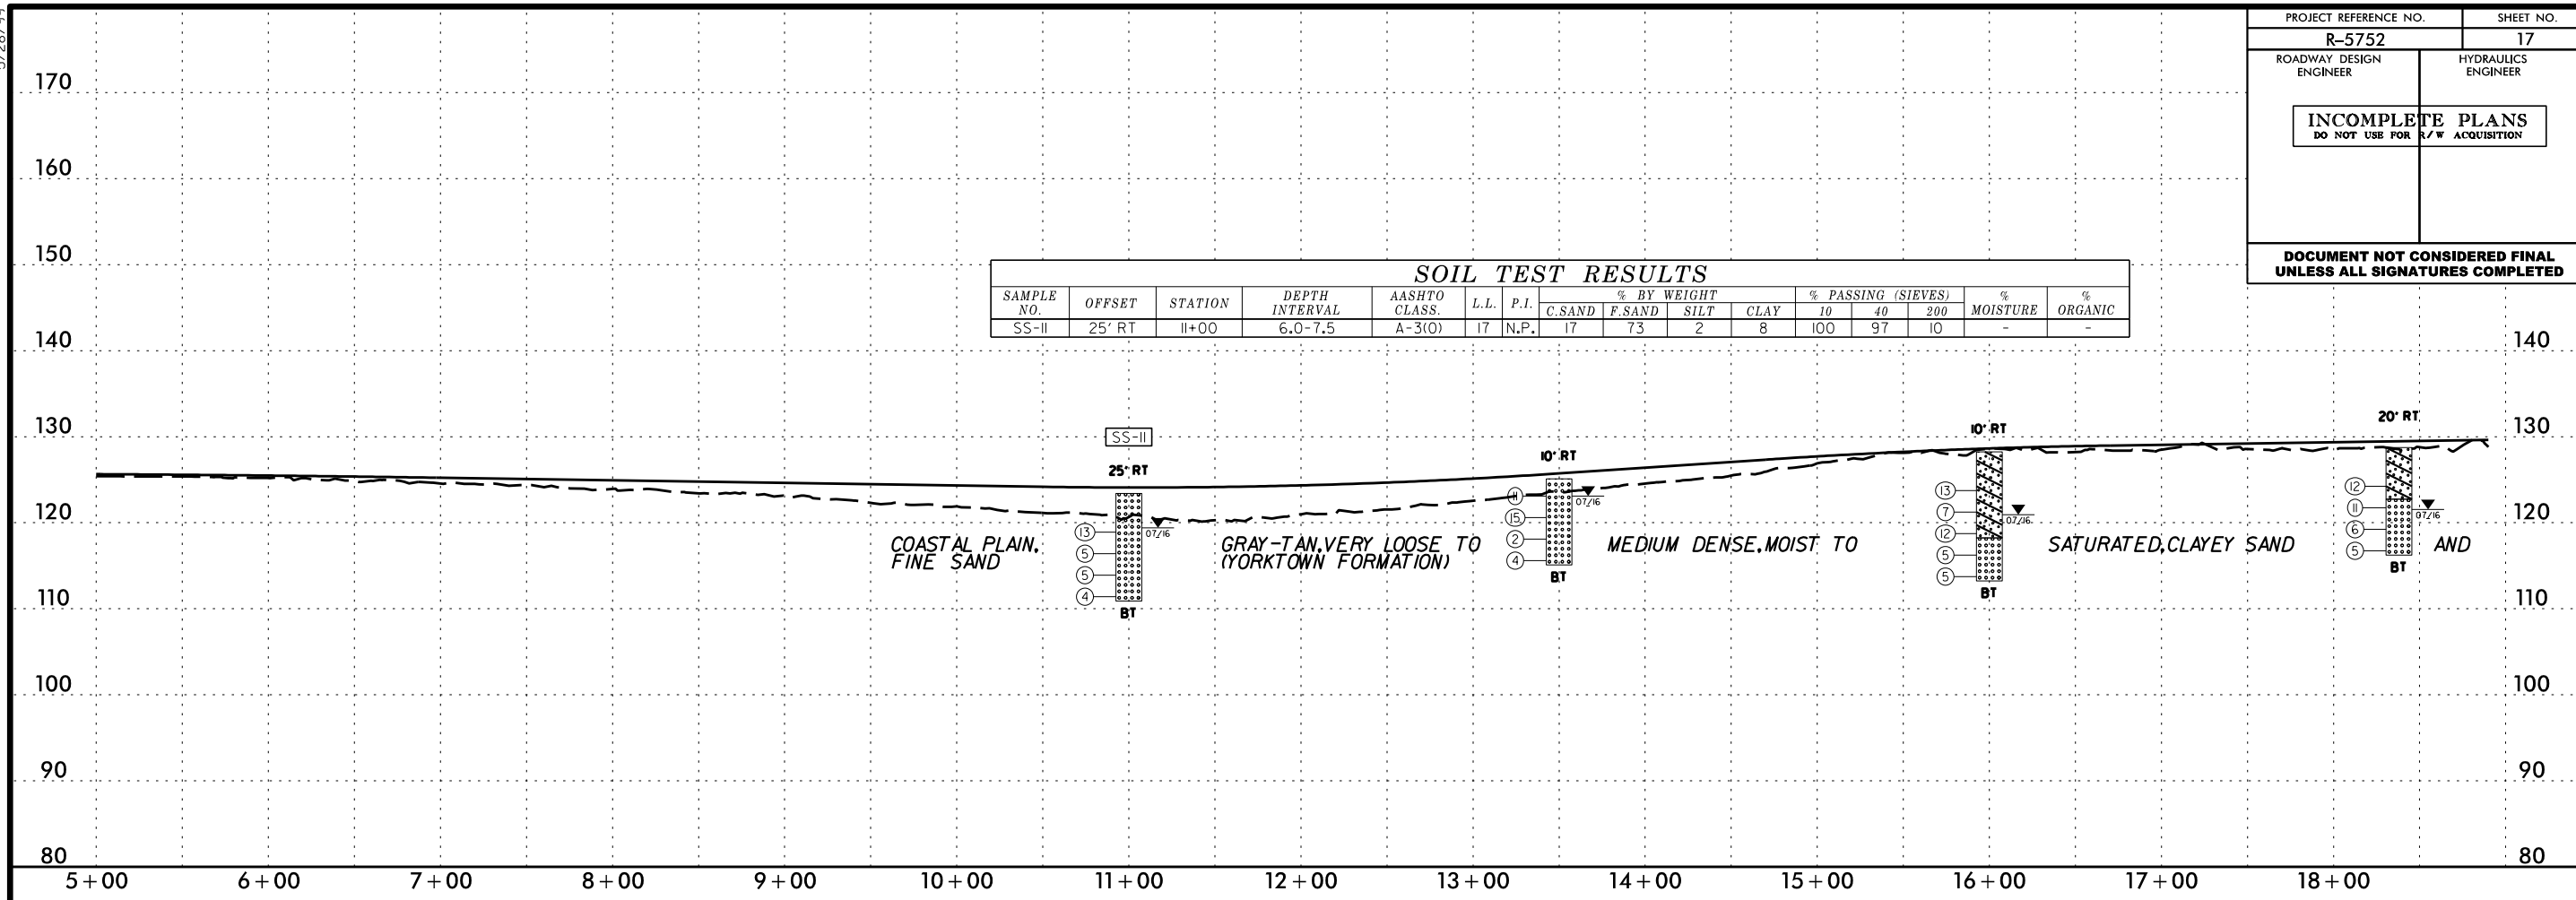 PROJECT REFERENCE NO. SHEET NO.
R-5752 17
ROADWAY DESIGN ENGINEER HYDRAULICS ENGINEER
INCOMPLETE PLANS
DO NOT USE FOR R/W ACQUISITION
DOCUMENT NOT CONSIDERED FINAL
UNLESS ALL SIGNATURES COMPLETED
170
160
150
SOIL TEST RESULTS
SAMPLE NO. OFFSET STATION DEPTH INTERVAL AASHTO CLASS. L.L. P.I. % BY WEIGHT % PASSING (SIEVES) % MOISTURE % ORGANIC
C.SAND F.SAND SILT CLAY 10 40 200
SS-11 25' RT 11+00 6.0-7.5 A-3(0) 17 N.P. 17 73 2 8 100 97 10 - -
140 140
130 130
SS-11
25' RT
13
5
5
4
07/16
BT
10' RT
11
15
2
4
07/16
BT
10' RT
13
7
12
5
5
07/16
BT
20' RT
12
11
6
5
07/16
BT
120 120
COASTAL PLAIN, GRAY-TAN, VERY LOOSE TO MEDIUM DENSE, MOIST TO SATURATED, CLAYEY SAND AND
FINE SAND (YORKTOWN FORMATION)
110 110
100 100
90 90
80 80
5+00 6+00 7+00 8+00 9+00 10+00 11+00 12+00 13+00 14+00 15+00 16+00 17+00 18+00